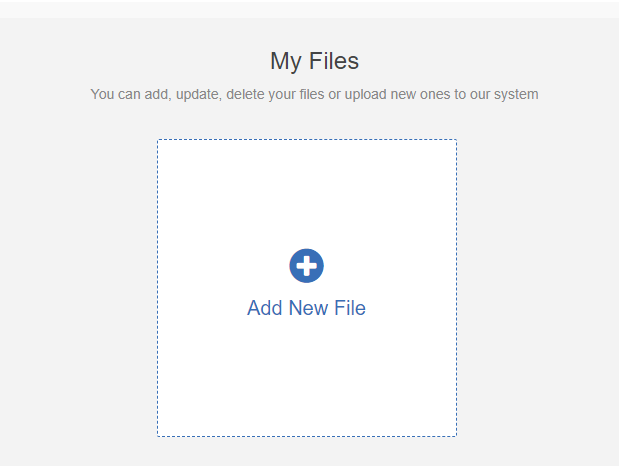 My Files
You can add, update, delete your files or upload new ones to our system
Add New File